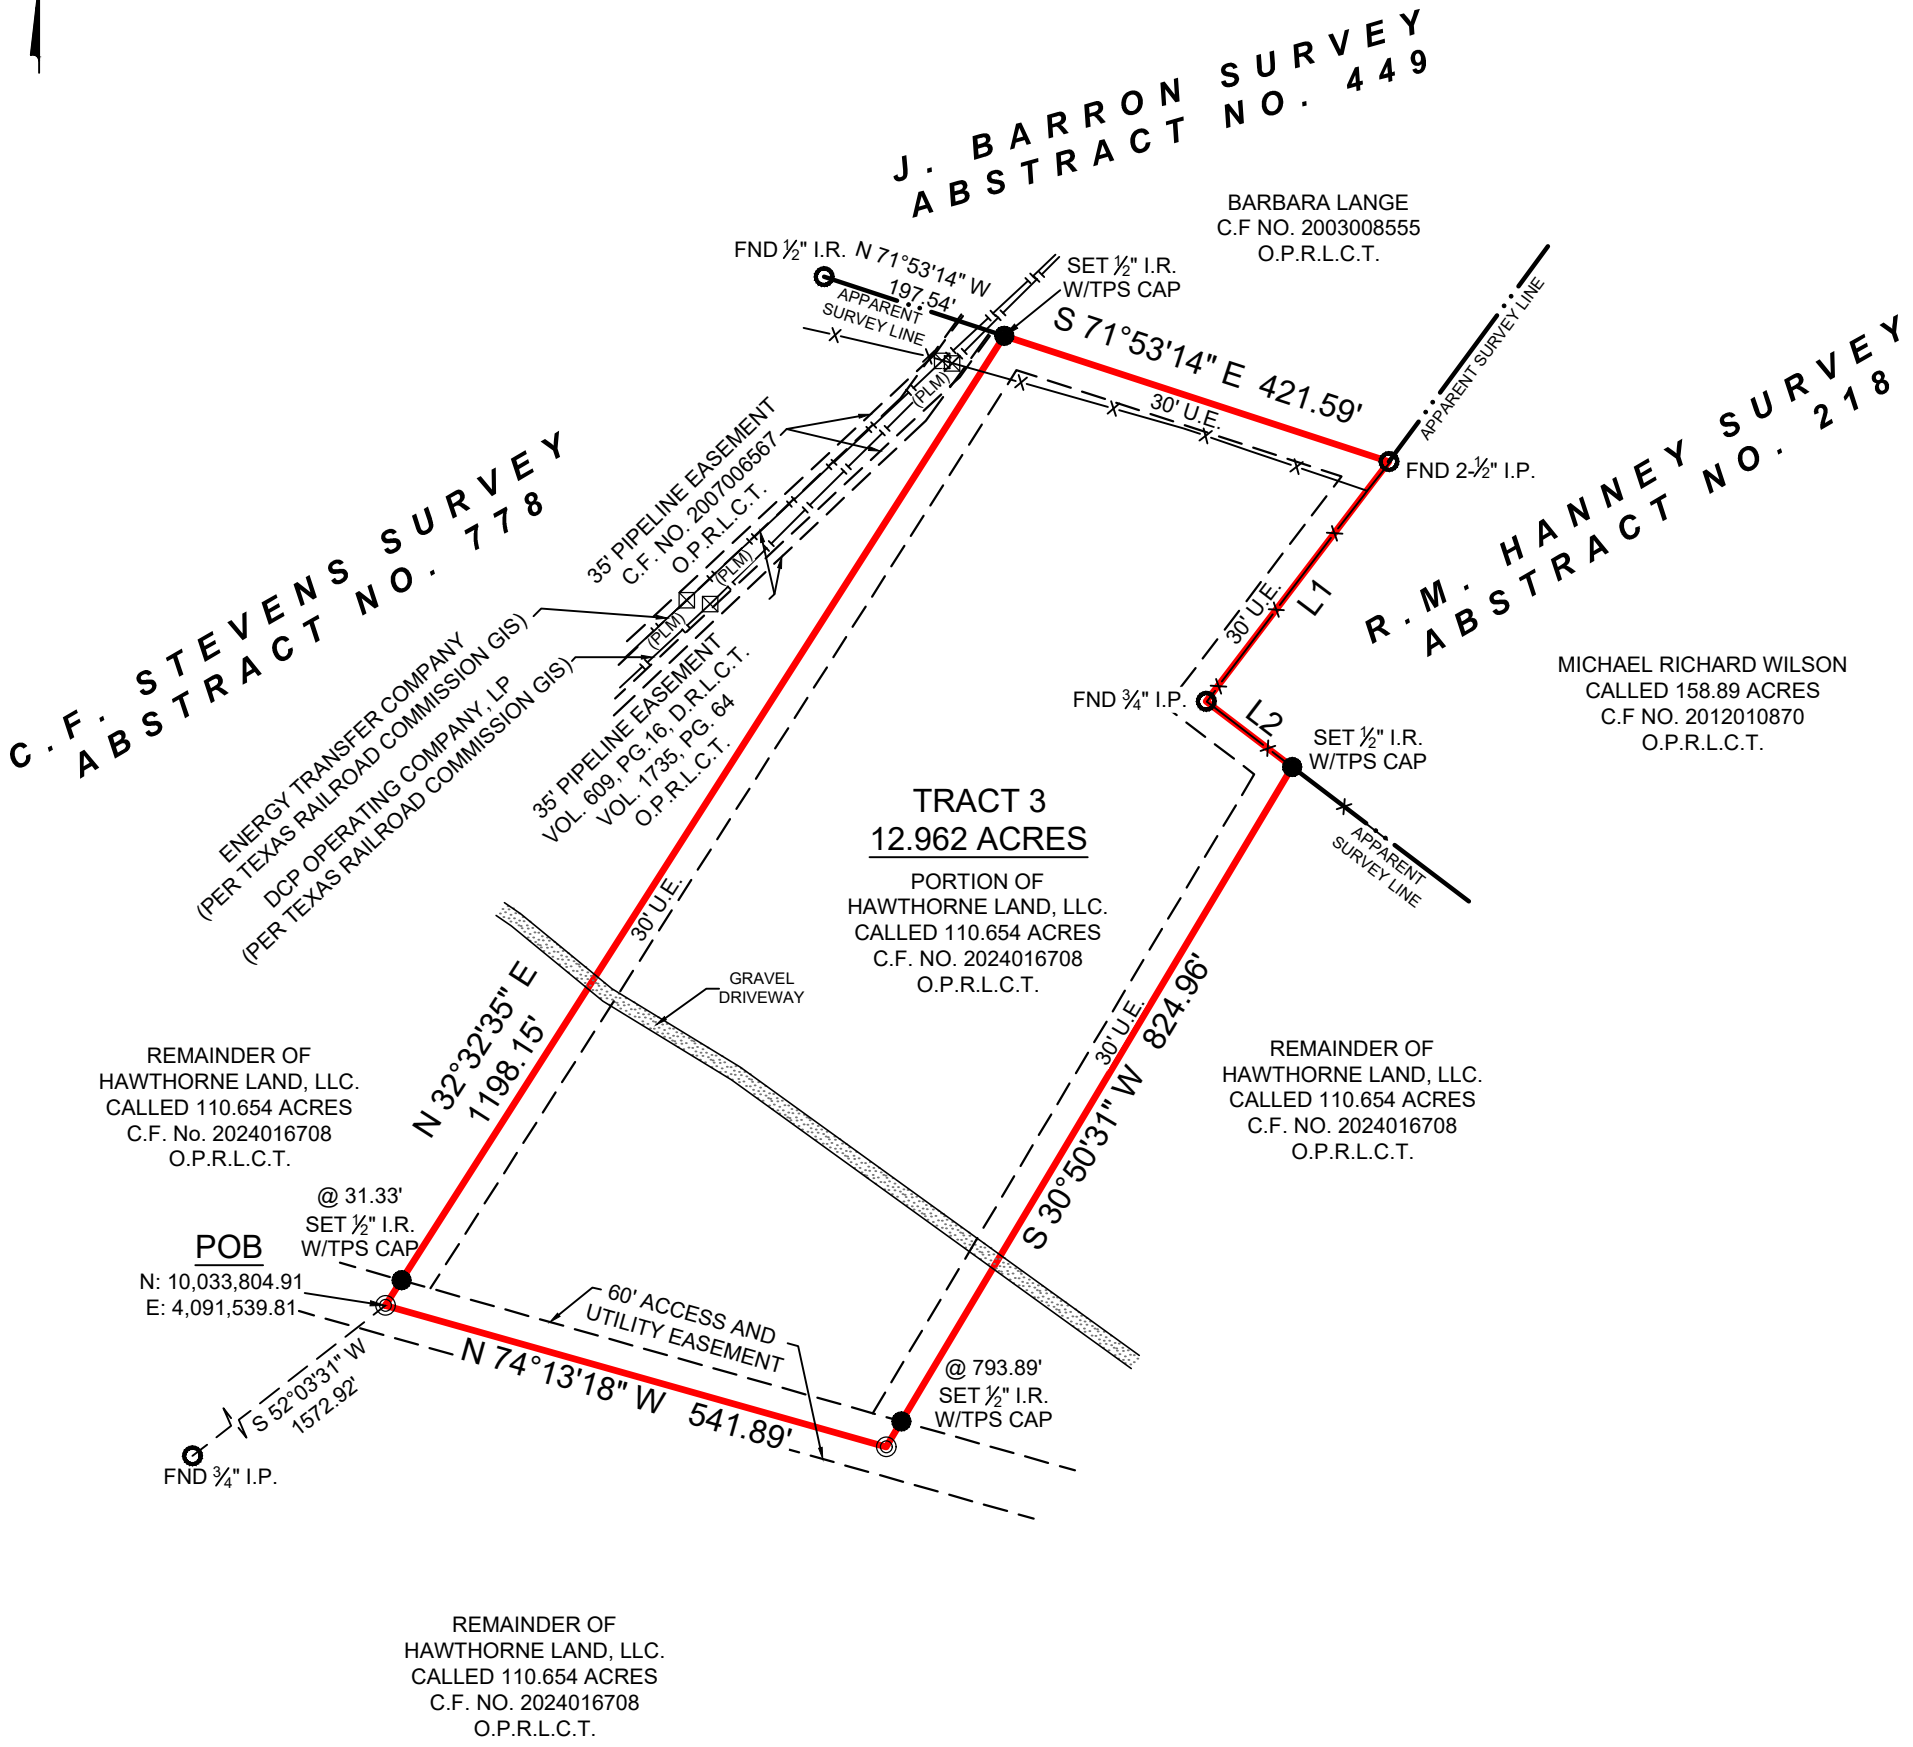 J. BARRON SURVEY
ABSTRACT NO. 449
BARBARA LANGE
C.F NO. 2003008555
O.P.R.L.C.T.
FND ½" I.R.
N 71°53'14" W
197.54'
APPARENT
SURVEY LINE
SET ½" I.R.
W/TPS CAP
S 71°53'14" E 421.59'
30' U.E.
APPARENT SURVEY LINE
FND 2-½" I.P.
R. M. HANNEY SURVEY
ABSTRACT NO. 218
C.F. STEVENS SURVEY
ABSTRACT NO. 778
35' PIPELINE EASEMENT
C.F. NO. 2007006567
O.P.R.L.C.T.
(PLM)
(PLM)
(PLM)
ENERGY TRANSFER COMPANY
(PER TEXAS RAILROAD COMMISSION GIS)
DCP OPERATING COMPANY, LP
(PER TEXAS RAILROAD COMMISSION GIS)
35' PIPELINE EASEMENT
VOL. 609, PG.16, D.R.L.C.T.
VOL. 1735, PG. 64
O.P.R.L.C.T.
30' U.E.
L1
FND ¾" I.P.
L2
SET ½" I.R.
W/TPS CAP
MICHAEL RICHARD WILSON
CALLED 158.89 ACRES
C.F NO. 2012010870
O.P.R.L.C.T.
APPARENT
SURVEY LINE
TRACT 3
12.962 ACRES
PORTION OF
HAWTHORNE LAND, LLC.
CALLED 110.654 ACRES
C.F. NO. 2024016708
O.P.R.L.C.T.
30' U.E.
GRAVEL
DRIVEWAY
N 32°32'35" E
1198.15'
30' U.E.
S 30°50'31" W 824.96'
REMAINDER OF
HAWTHORNE LAND, LLC.
CALLED 110.654 ACRES
C.F. No. 2024016708
O.P.R.L.C.T.
REMAINDER OF
HAWTHORNE LAND, LLC.
CALLED 110.654 ACRES
C.F. NO. 2024016708
O.P.R.L.C.T.
@ 31.33'
SET ½" I.R.
W/TPS CAP
POB
N: 10,033,804.91
E: 4,091,539.81
60' ACCESS AND
UTILITY EASEMENT
N 74°13'18" W 541.89'
@ 793.89'
SET ½" I.R.
W/TPS CAP
S 52°03'31" W
1572.92'
FND ¾" I.P.
REMAINDER OF
HAWTHORNE LAND, LLC.
CALLED 110.654 ACRES
C.F. NO. 2024016708
O.P.R.L.C.T.